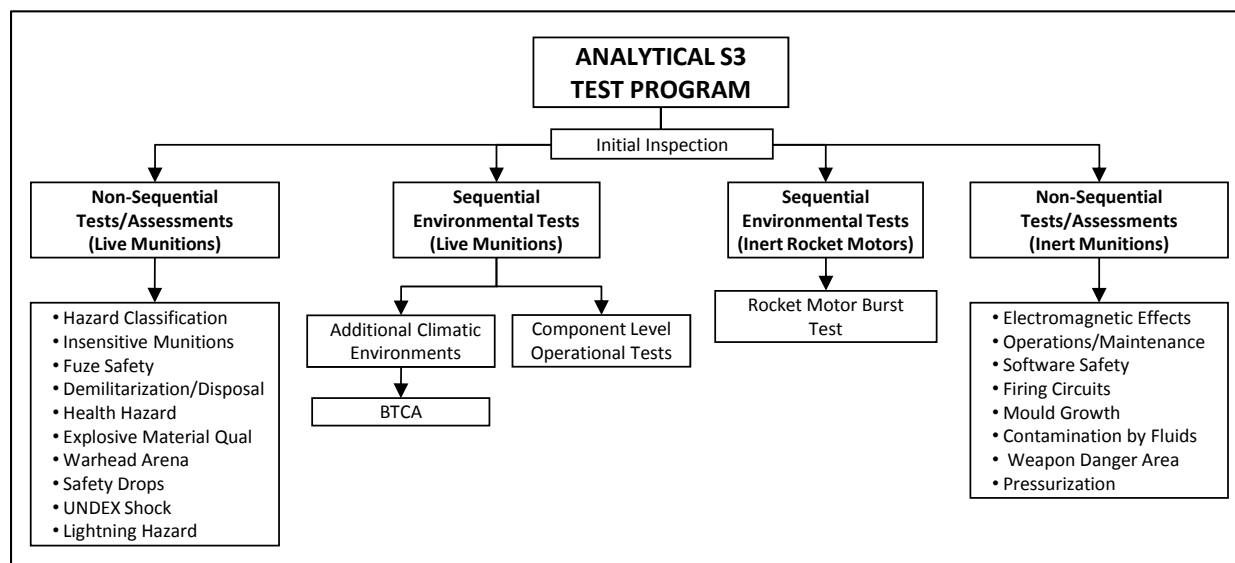 ANALYTICAL S3
TEST PROGRAM
Initial Inspection
Non-Sequential
Tests/Assessments
(Live Munitions)
Sequential
Environmental Tests
(Live Munitions)
Sequential
Environmental Tests
(Inert Rocket Motors)
Non-Sequential
Tests/Assessments
(Inert Munitions)
• Hazard Classification
• Insensitive Munitions
• Fuze Safety
• Demilitarization/Disposal
• Health Hazard
• Explosive Material Qual
• Warhead Arena
• Safety Drops
• UNDEX Shock
• Lightning Hazard
Additional Climatic
Environments
BTCA
Component Level
Operational Tests
Rocket Motor Burst
Test
• Electromagnetic Effects
• Operations/Maintenance
• Software Safety
• Firing Circuits
• Mould Growth
• Contamination by Fluids
• Weapon Danger Area
• Pressurization